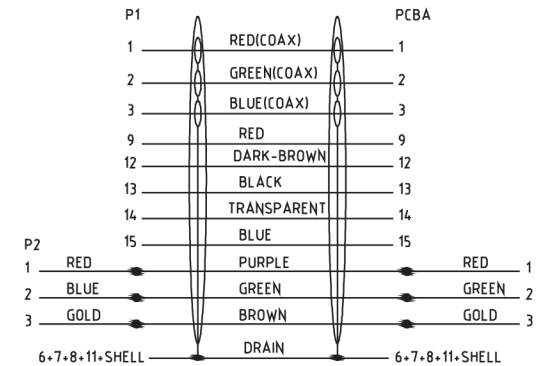 P1 PCBA
1 RED(COAX) 1
2 GREEN(COAX) 2
3 BLUE(COAX) 3
9 RED 9
12 DARK-BROWN 12
13 BLACK 13
14 TRANSPARENT 14
15 BLUE 15
P2
1 RED PURPLE RED 1
2 BLUE GREEN GREEN 2
3 GOLD BROWN GOLD 3
6+7+8+11+SHELL DRAIN 6+7+8+11+SHELL